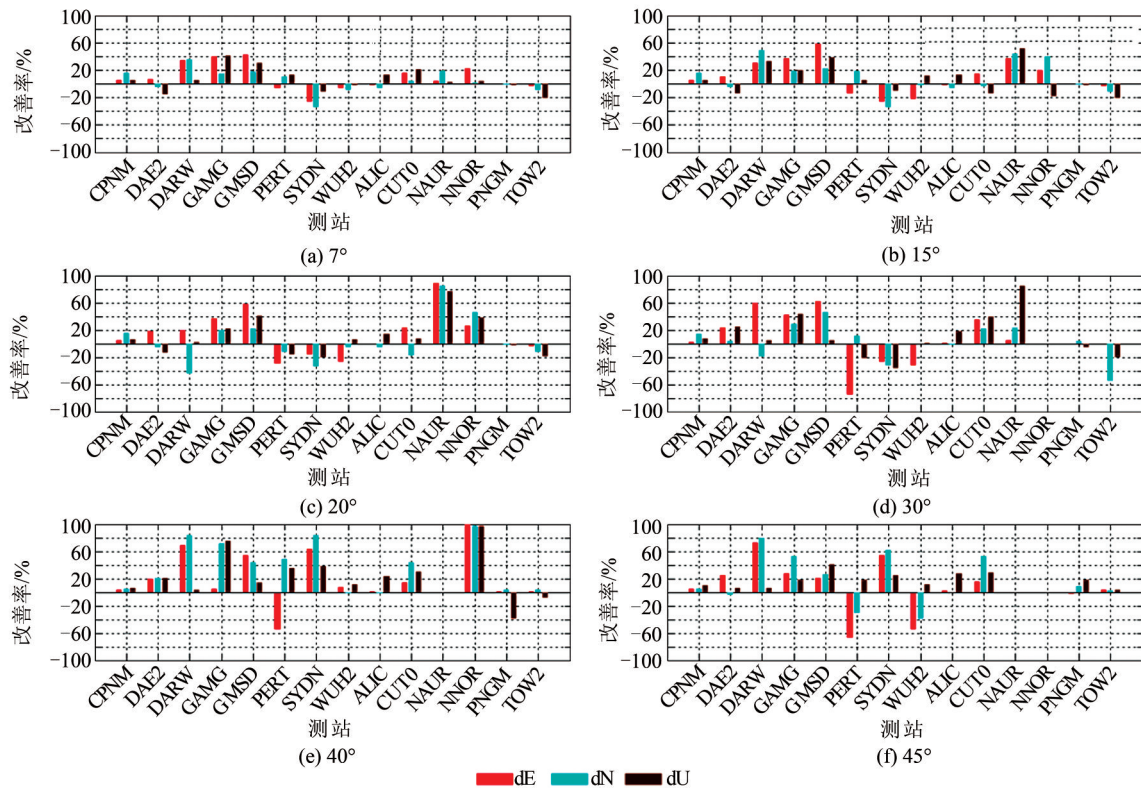 改善率/%
100
60
20
−20
−60
−100
CPNM
DAE2
DARW
GAMG
GMSD
PERT
SYDN
WUH2
ALIC
CUT0
NAUR
NNOR
PNGM
TOW2
测站
(a) 7°
改善率/%
100
60
20
−20
−60
−100
CPNM
DAE2
DARW
GAMG
GMSD
PERT
SYDN
WUH2
ALIC
CUT0
NAUR
NNOR
PNGM
TOW2
测站
(b) 15°
改善率/%
100
60
20
−20
−60
−100
CPNM
DAE2
DARW
GAMG
GMSD
PERT
SYDN
WUH2
ALIC
CUT0
NAUR
NNOR
PNGM
TOW2
测站
(c) 20°
改善率/%
100
60
20
−20
−60
−100
CPNM
DAE2
DARW
GAMG
GMSD
PERT
SYDN
WUH2
ALIC
CUT0
NAUR
NNOR
PNGM
TOW2
测站
(d) 30°
改善率/%
100
60
20
−20
−60
−100
CPNM
DAE2
DARW
GAMG
GMSD
PERT
SYDN
WUH2
ALIC
CUT0
NAUR
NNOR
PNGM
TOW2
测站
(e) 40°
改善率/%
100
60
20
−20
−60
−100
CPNM
DAE2
DARW
GAMG
GMSD
PERT
SYDN
WUH2
ALIC
CUT0
NAUR
NNOR
PNGM
TOW2
测站
(f) 45°
dE dN dU